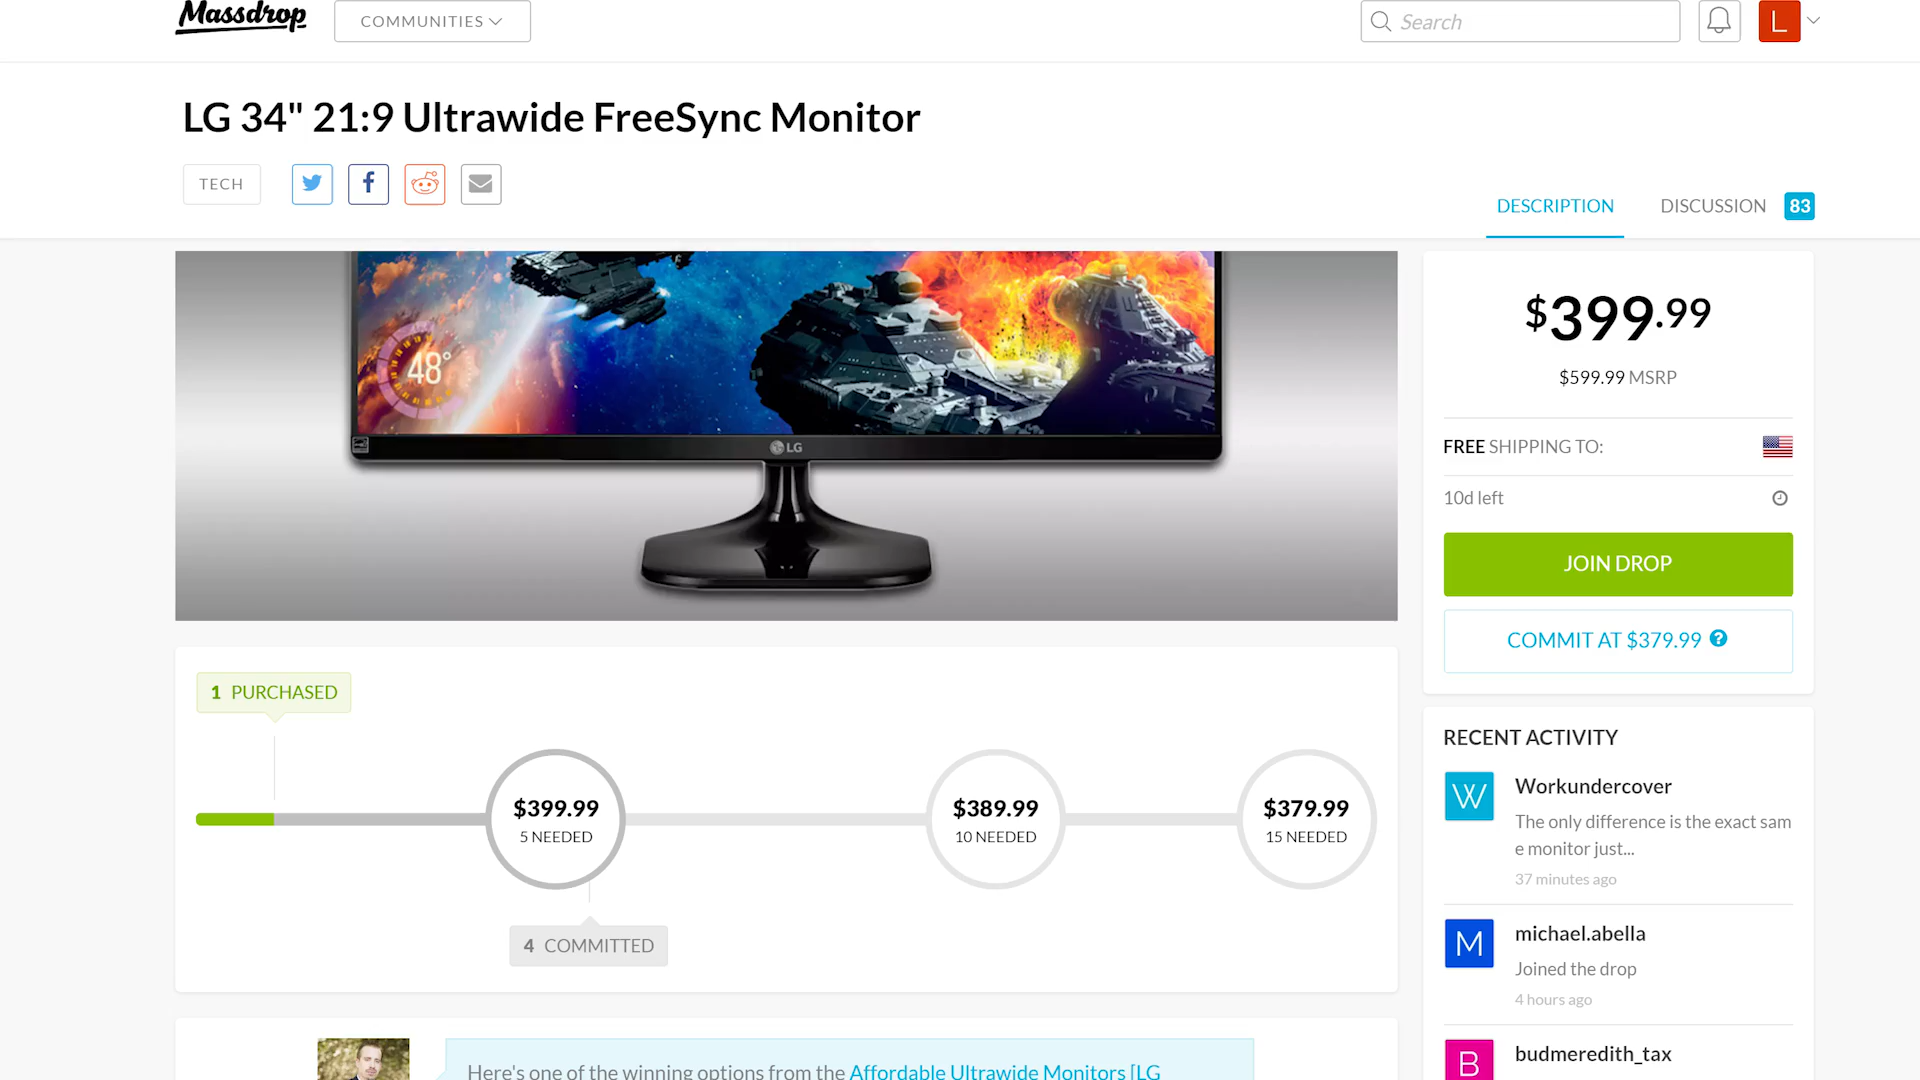 Massdrop
COMMUNITIES
Search
L
LG 34" 21:9 Ultrawide FreeSync Monitor
TECH
DESCRIPTION
DISCUSSION 83
48°
LG
$399.99
$599.99 MSRP
FREE SHIPPING TO:
10d left
JOIN DROP
COMMIT AT $379.99 ?
1 PURCHASED
$399.99
5 NEEDED
$389.99
10 NEEDED
$379.99
15 NEEDED
4 COMMITTED
RECENT ACTIVITY
W
Workundercover
The only difference is the exact sam
e monitor just...
37 minutes ago
M
michael.abella
Joined the drop
4 hours ago
B
budmeredith_tax
Here's one of the winning options from the Affordable Ultrawide Monitors [LG